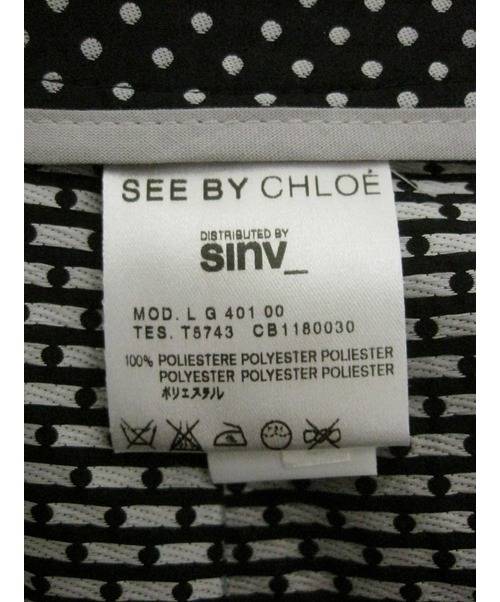 SEE BY CHLOÉ
DISTRIBUTED BY
sinv_
MOD. L G 401 00
TES. T5743 CB1180030
100% POLIESTERE POLYESTER POLIESTER
POLYESTER POLYESTER POLIESTER
ポリエステル